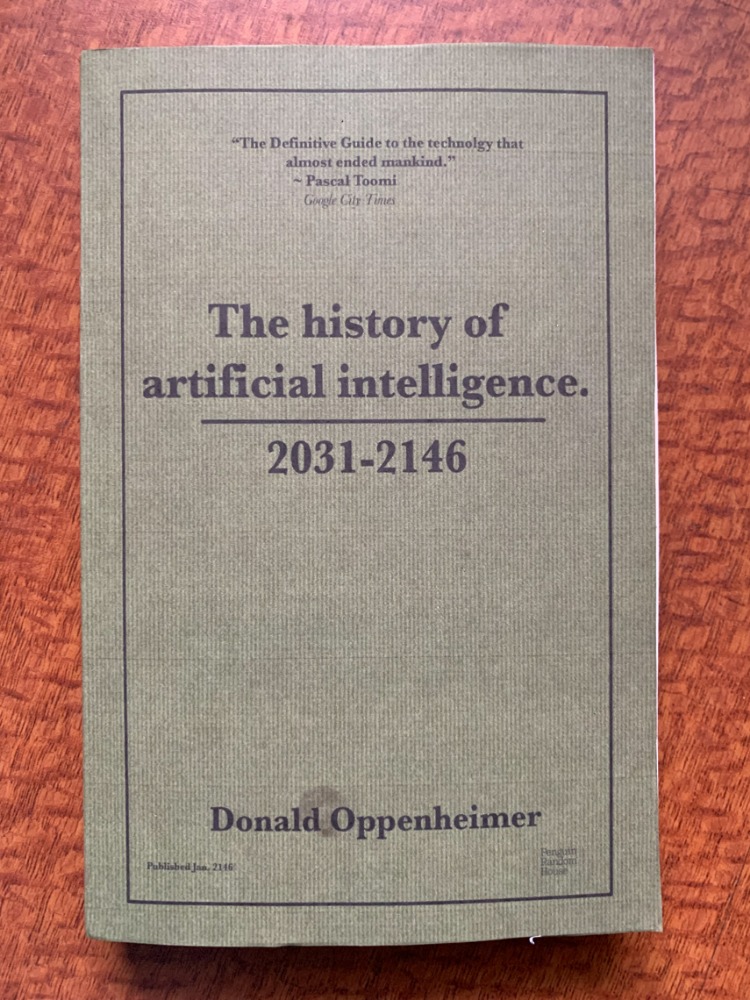 “The Definitive Guide to the technolgy that
almost ended mankind.”
~ Pascal Toomi
Google City Times
The history of
artificial intelligence.
2031-2146
Donald Oppenheimer
Published Jan. 2146
Penguin
Random
House